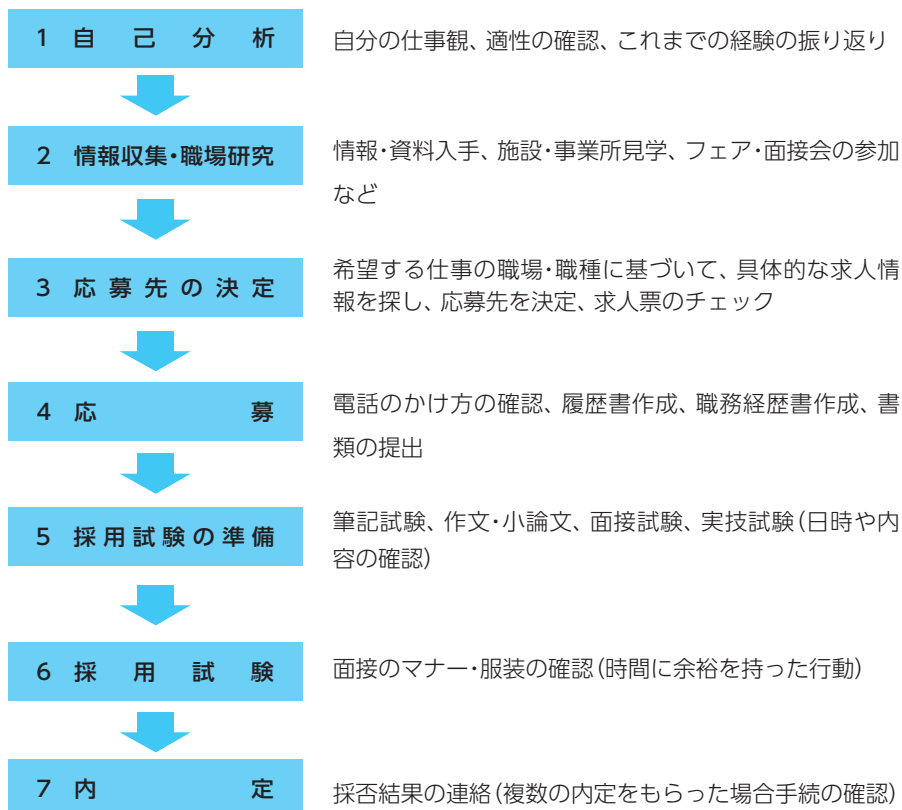 1 自己分析
自分の仕事観、適性の確認、これまでの経験の振り返り
2 情報収集・職場研究
情報・資料入手、施設・事業所見学、フェア・面接会の参加
など
3 応募先の決定
希望する仕事の職場・職種に基づいて、具体的な求人情
報を探し、応募先を決定、求人票のチェック
4 応募
電話のかけ方の確認、履歴書作成、職務経歴書作成、書
類の提出
5 採用試験の準備
筆記試験、作文・小論文、面接試験、実技試験(日時や内
容の確認)
6 採用試験
面接のマナー・服装の確認(時間に余裕を持った行動)
7 内定
採否結果の連絡(複数の内定をもらった場合手続の確認)